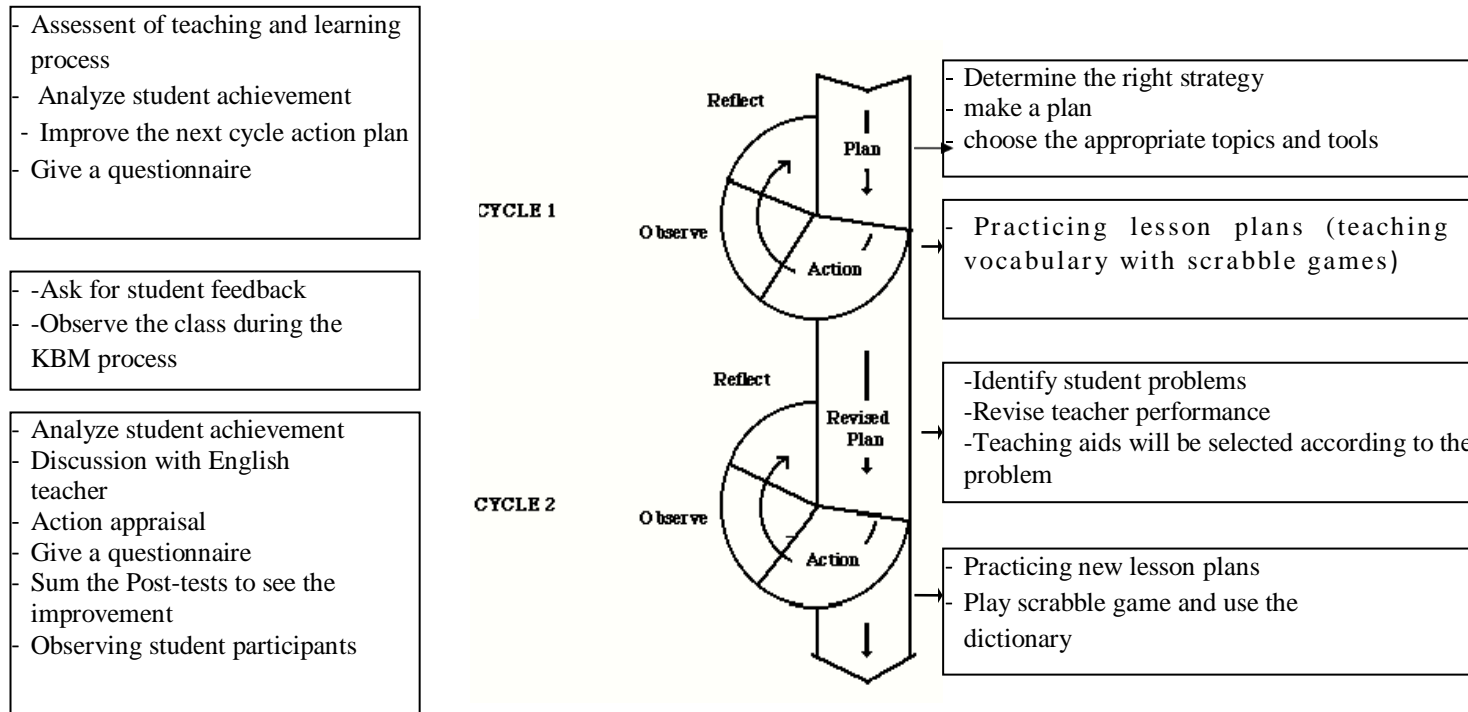 - Assessent of teaching and learning
process
- Analyze student achievement
- Improve the next cycle action plan
- Give a questionnaire
- -Ask for student feedback
- -Observe the class during the
KBM process
- Analyze student achievement
- Discussion with English
teacher
- Action appraisal
- Give a questionnaire
- Sum the Post-tests to see the
improvement
- Observing student participants
CYCLE 1
Reflect
Observe
Plan
Action
CYCLE 2
Reflect
Observe
Revised
Plan
Action
- Determine the right strategy
- make a plan
- choose the appropriate topics and tools
- Practicing lesson plans (teaching
vocabulary with scrabble games)
-Identify student problems
-Revise teacher performance
-Teaching aids will be selected according to the
problem
- Practicing new lesson plans
- Play scrabble game and use the
dictionary